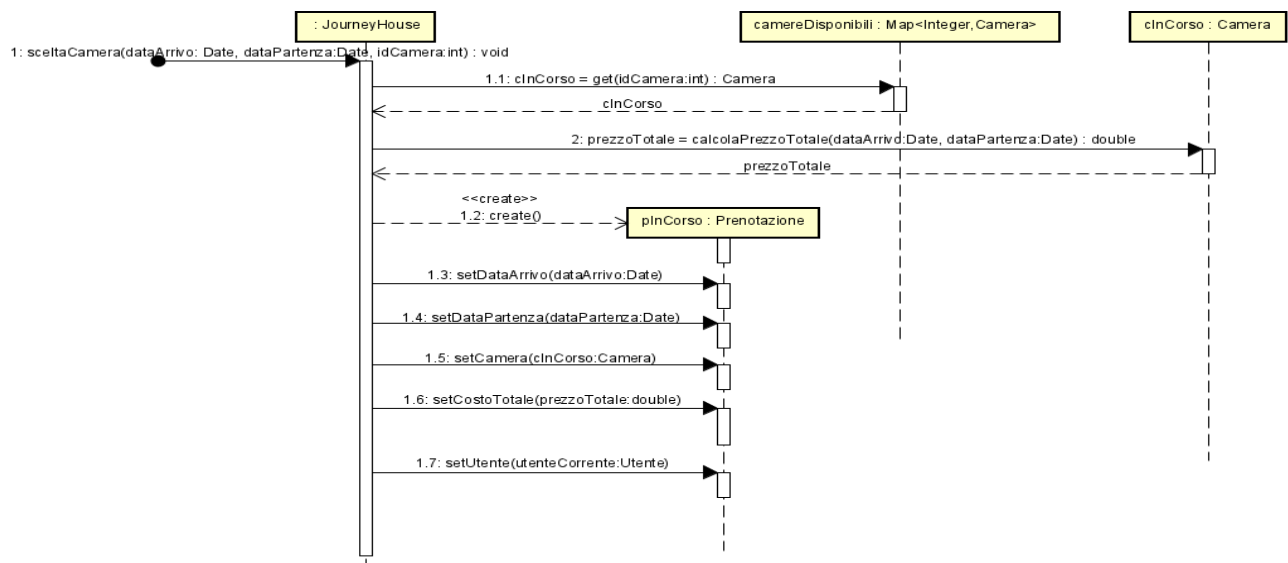 : JourneyHouse
camereDisponibili : Map<Integer,Camera>
cInCorso : Camera
1: sceltaCamera(dataArrivo: Date, dataPartenza:Date, idCamera:int) : void
1.1: cInCorso = get(idCamera:int) : Camera
cInCorso
2: prezzoTotale = calcolaPrezzoTotale(dataArrivo:Date, dataPartenza:Date) : double
prezzoTotale
<<create>>
1.2: create()
pInCorso : Prenotazione
1.3: setDataArrivo(dataArrivo:Date)
1.4: setDataPartenza(dataPartenza:Date)
1.5: setCamera(cInCorso:Camera)
1.6: setCostoTotale(prezzoTotale:double)
1.7: setUtente(utenteCorrente:Utente)